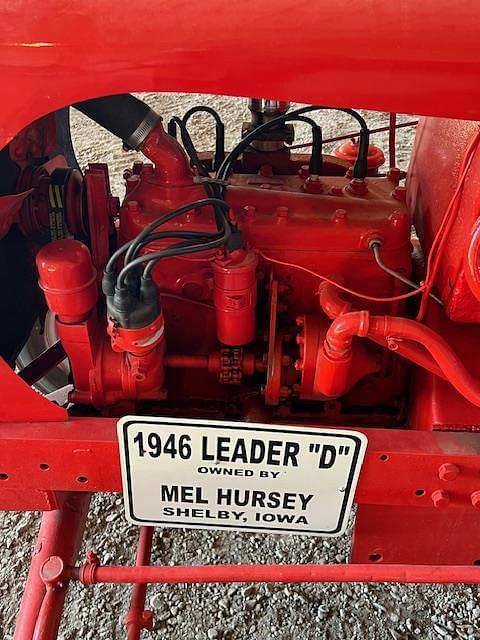 1946 LEADER "D"
OWNED BY
MEL HURSEY
SHELBY, IOWA